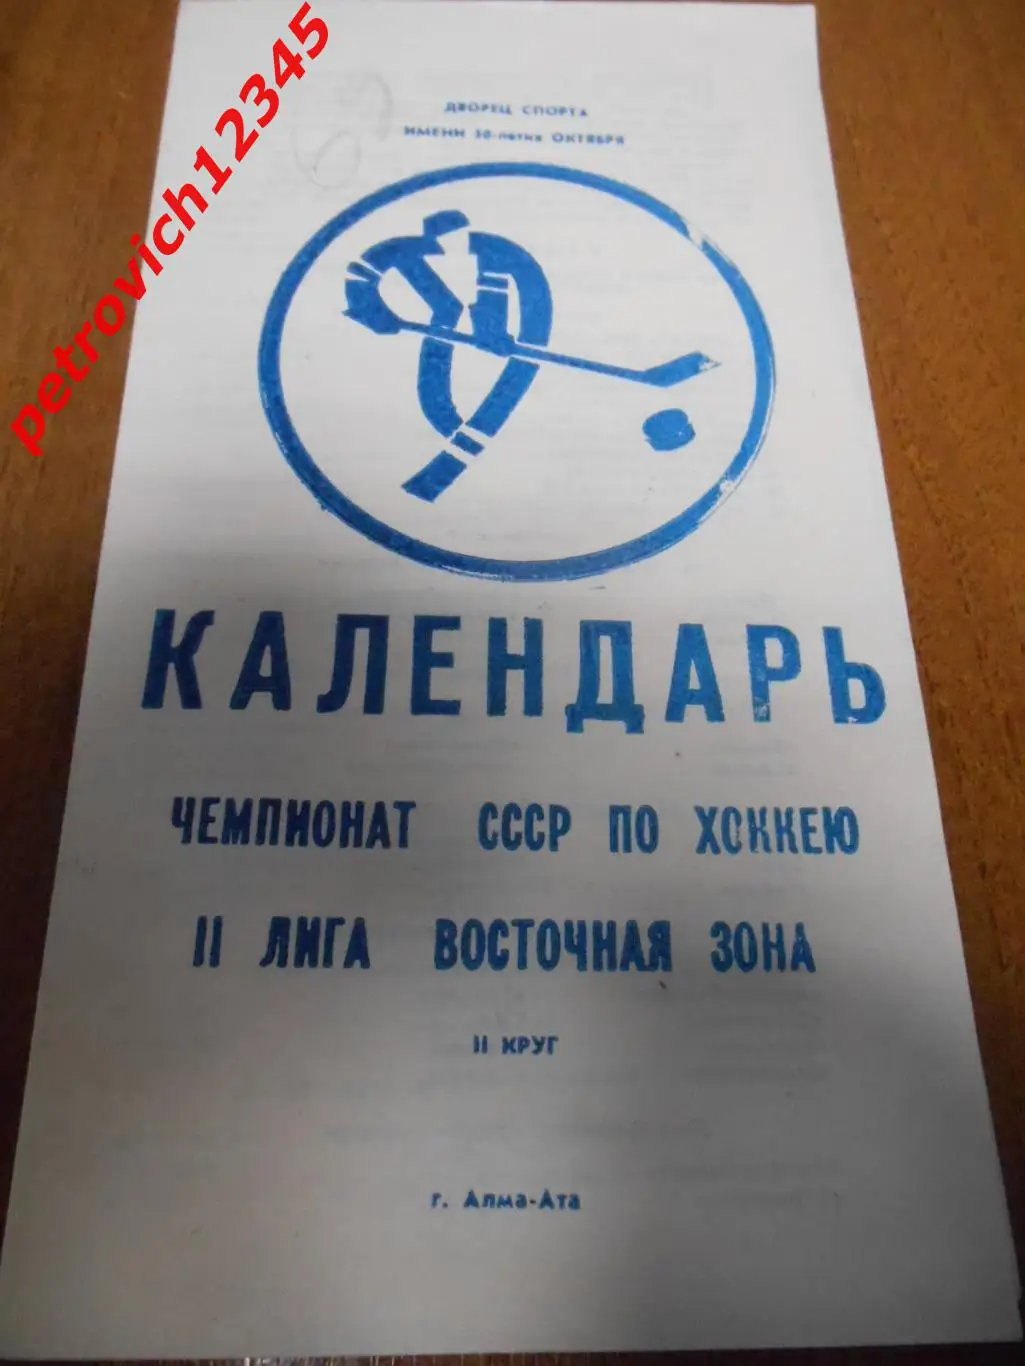 petrovich12345
ДВОРЕЦ СПОРТА
ИМЕНИ 50-летия ОКТЯБРЯ
КАЛЕНДАРЬ
ЧЕМПИОНАТ СССР ПО ХОККЕЮ
II ЛИГА ВОСТОЧНАЯ ЗОНА
II КРУГ
г. Алма-Ата